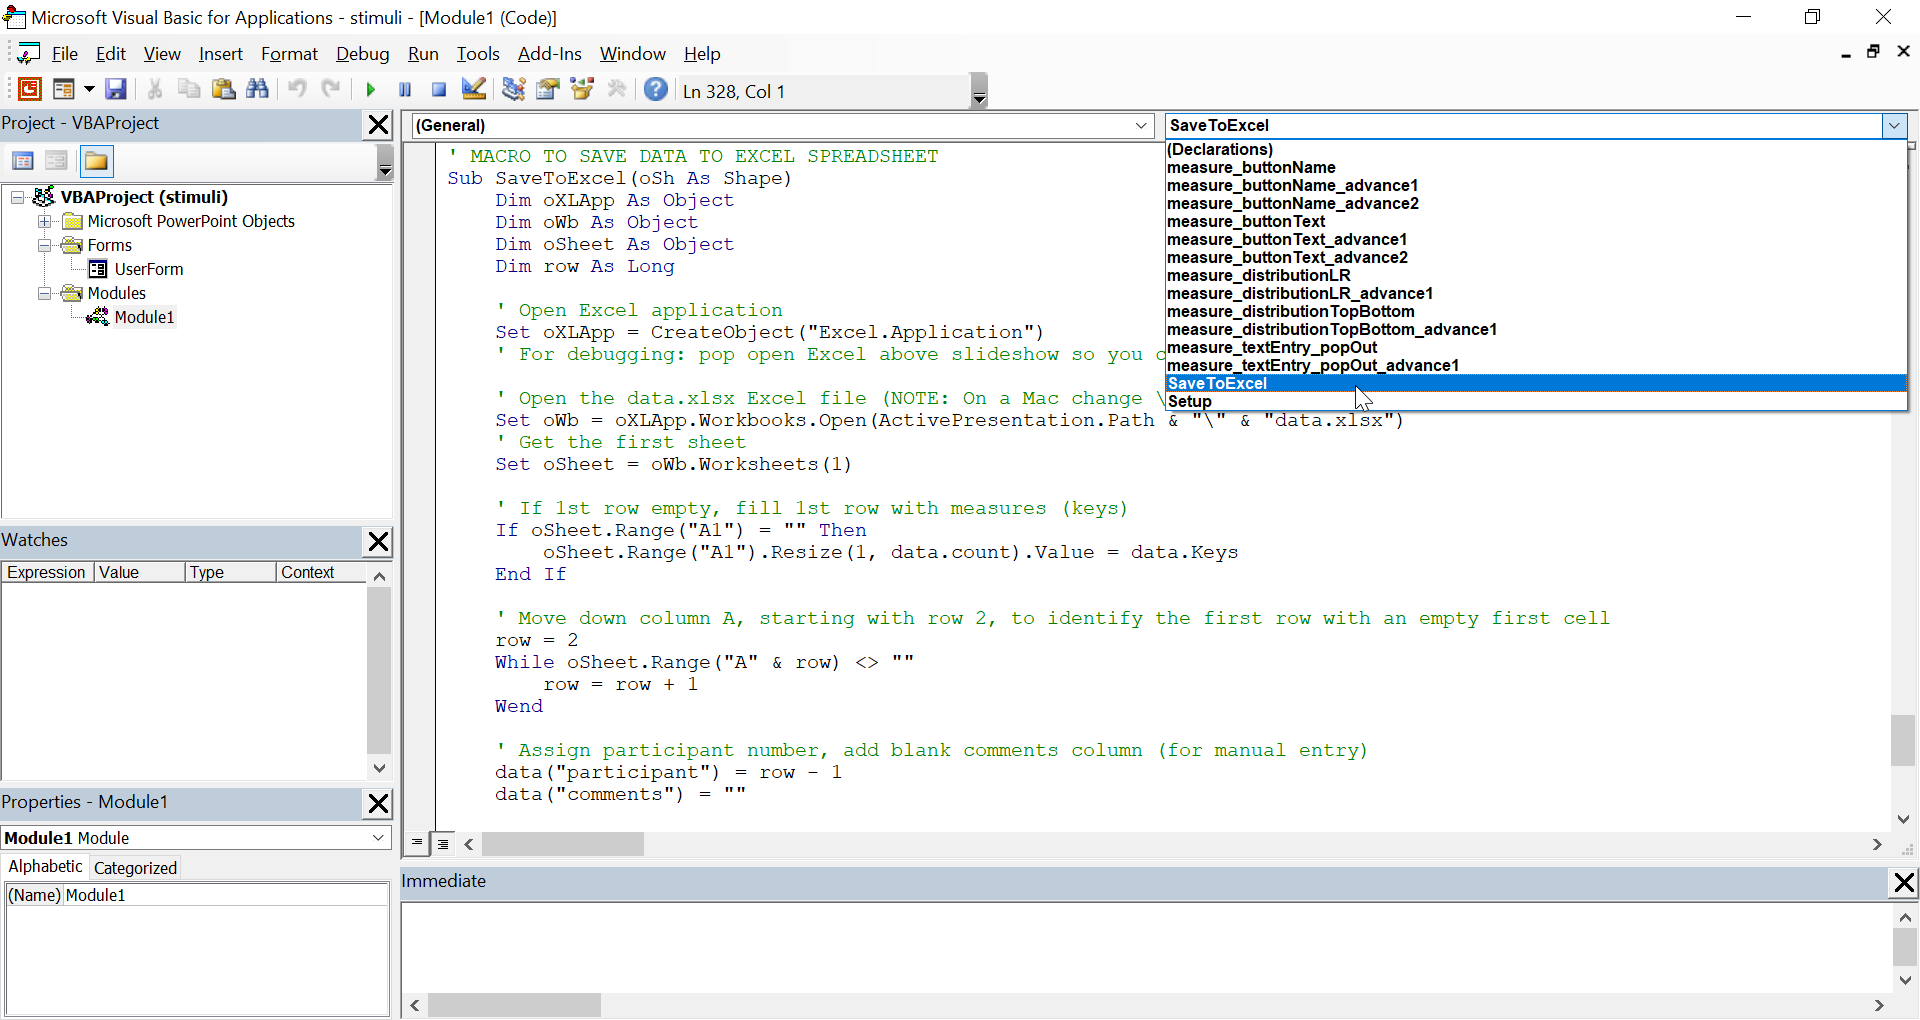 Microsoft Visual Basic for Applications - stimuli - [Module1 (Code)]
File Edit View Insert Format Debug Run Tools Add-Ins Window Help
Ln 328, Col 1
Project - VBAProject
VBAProject (stimuli)
Microsoft PowerPoint Objects
Forms
UserForm
Modules
Module1
Watches
Expression Value Type Context
Properties - Module1
Module1 Module
Alphabetic Categorized
(Name) Module1
(General)
SaveToExcel
(Declarations)
measure_buttonName
measure_buttonName_advance1
measure_buttonName_advance2
measure_buttonText
measure_buttonText_advance1
measure_buttonText_advance2
measure_distributionLR
measure_distributionLR_advance1
measure_distributionTopBottom
measure_distributionTopBottom_advance1
measure_textEntry_popOut
measure_textEntry_popOut_advance1
SaveToExcel
Setup
' MACRO TO SAVE DATA TO EXCEL SPREADSHEET
Sub SaveToExcel(oSh As Shape)
Dim oXLApp As Object
Dim oWb As Object
Dim oSheet As Object
Dim row As Long
' Open Excel application
Set oXLApp = CreateObject("Excel.Application")
' For debugging: pop open Excel above slideshow so you
' Open the data.xlsx Excel file (NOTE: On a Mac change \
Set oWb = oXLApp.Workbooks.Open(ActivePresentation.Path & "\" & "data.xlsx")
' Get the first sheet
Set oSheet = oWb.Worksheets(1)
' If 1st row empty, fill 1st row with measures (keys)
If oSheet.Range("A1") = "" Then
oSheet.Range("A1").Resize(1, data.count).Value = data.Keys
End If
' Move down column A, starting with row 2, to identify the first row with an empty first cell
row = 2
While oSheet.Range("A" & row) <> ""
row = row + 1
Wend
' Assign participant number, add blank comments column (for manual entry)
data("participant") = row - 1
data("comments") = ""
Immediate